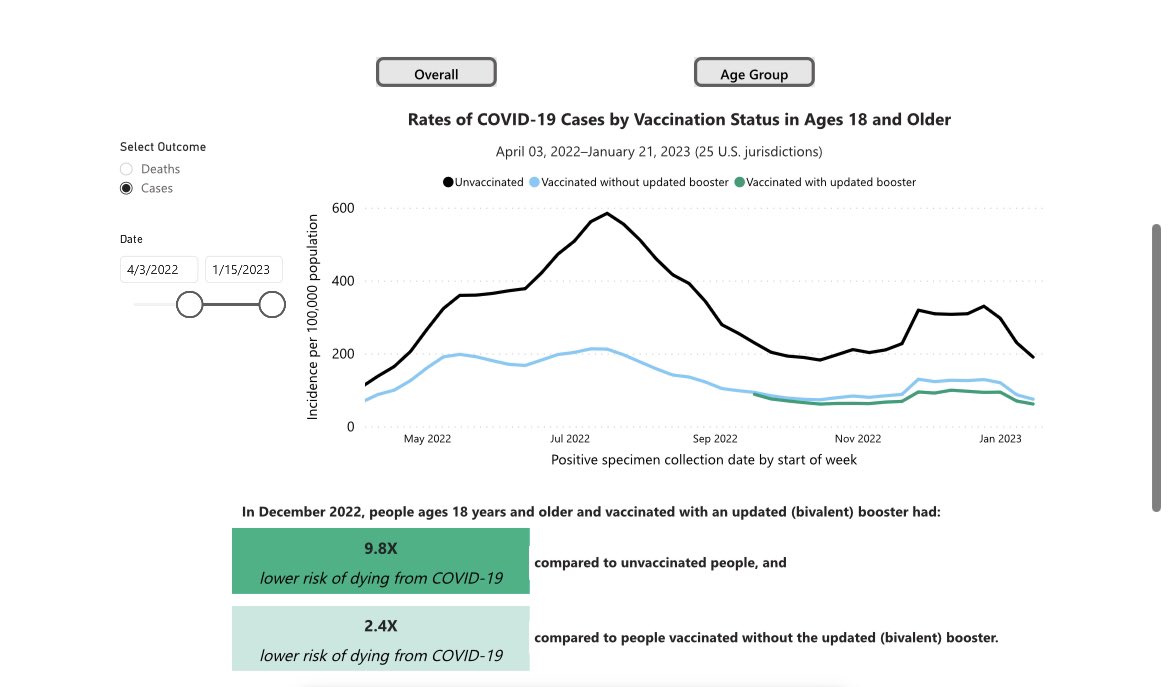 Overall
Age Group
Rates of COVID-19 Cases by Vaccination Status in Ages 18 and Older
April 03, 2022–January 21, 2023 (25 U.S. jurisdictions)
Select Outcome
Deaths
Cases
Date
4/3/2022
1/15/2023
Unvaccinated
Vaccinated without updated booster
Vaccinated with updated booster
Incidence per 100,000 population
600
400
200
0
May 2022
Jul 2022
Sep 2022
Nov 2022
Jan 2023
Positive specimen collection date by start of week
In December 2022, people ages 18 years and older and vaccinated with an updated (bivalent) booster had:
9.8X
lower risk of dying from COVID-19
compared to unvaccinated people, and
2.4X
lower risk of dying from COVID-19
compared to people vaccinated without the updated (bivalent) booster.